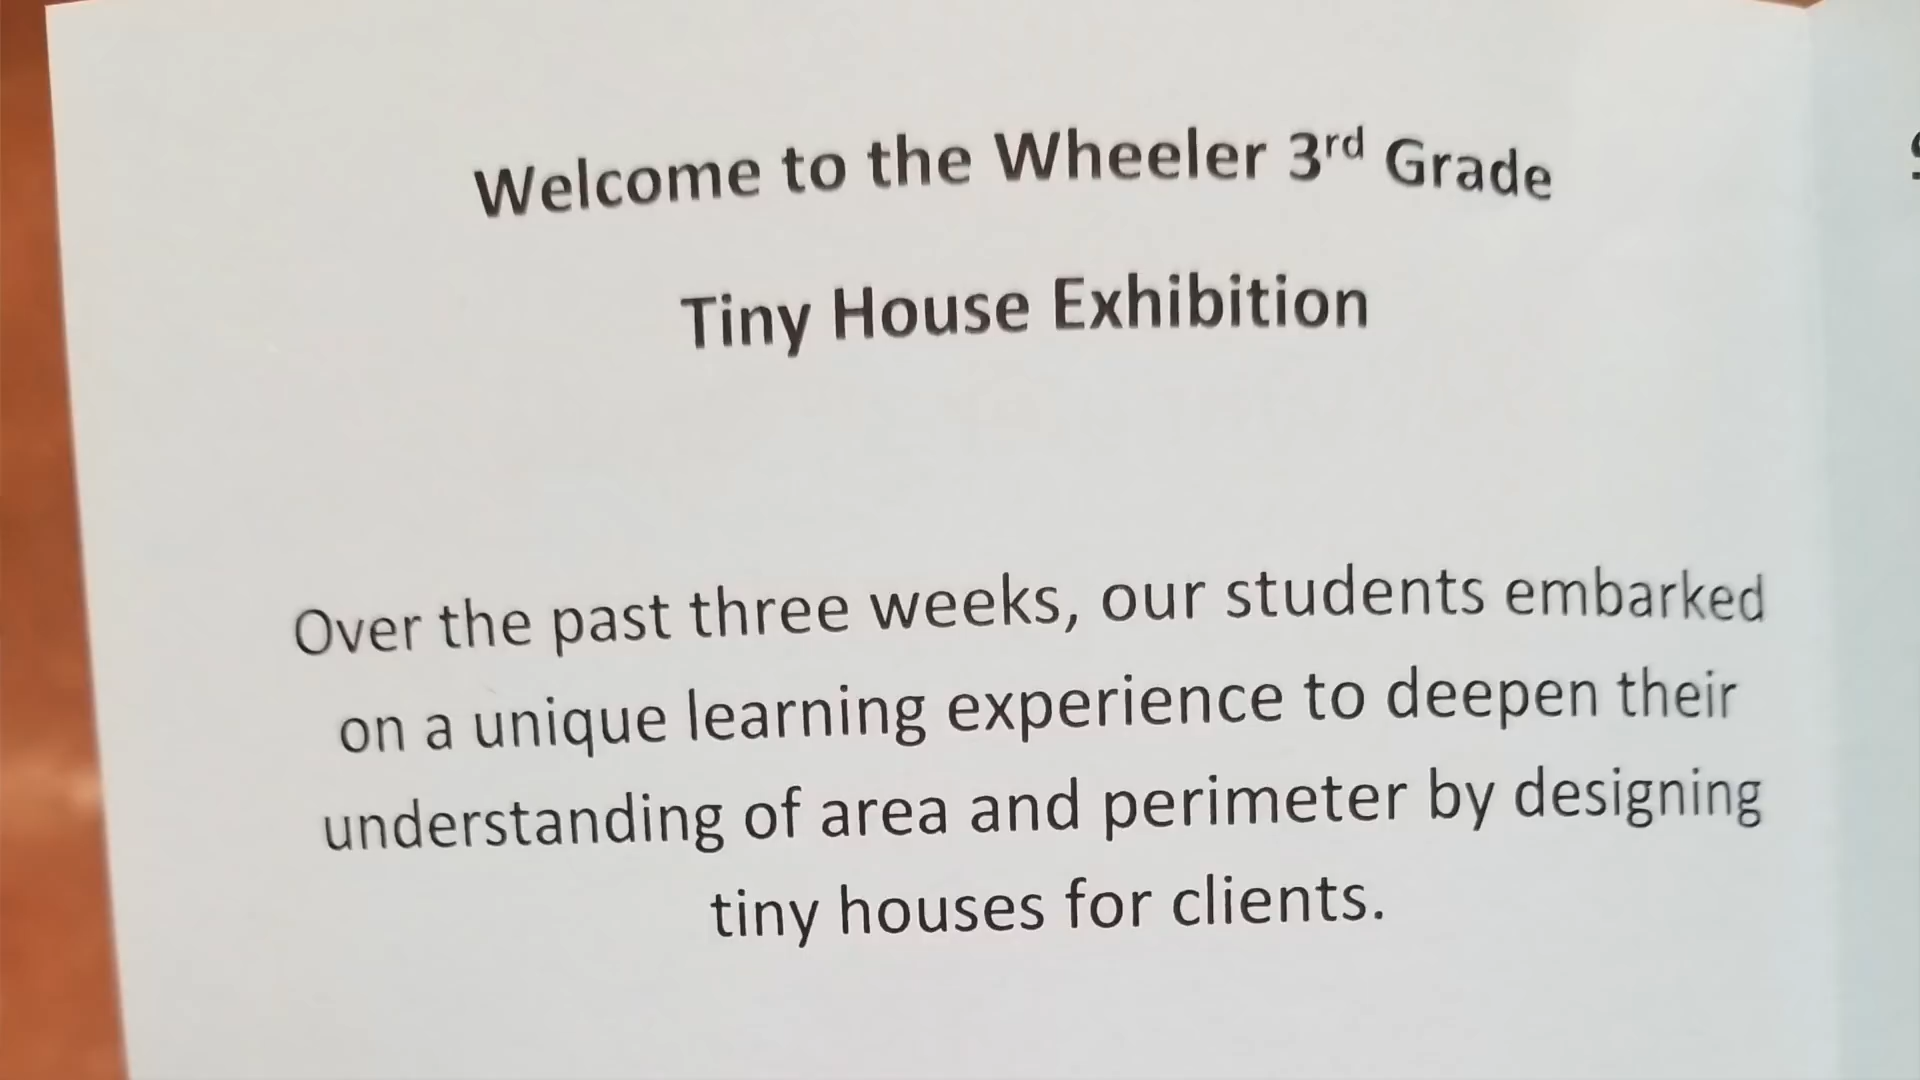 Welcome to the Wheeler 3rd Grade
Tiny House Exhibition
Over the past three weeks, our students embarked
on a unique learning experience to deepen their
understanding of area and perimeter by designing
tiny houses for clients.